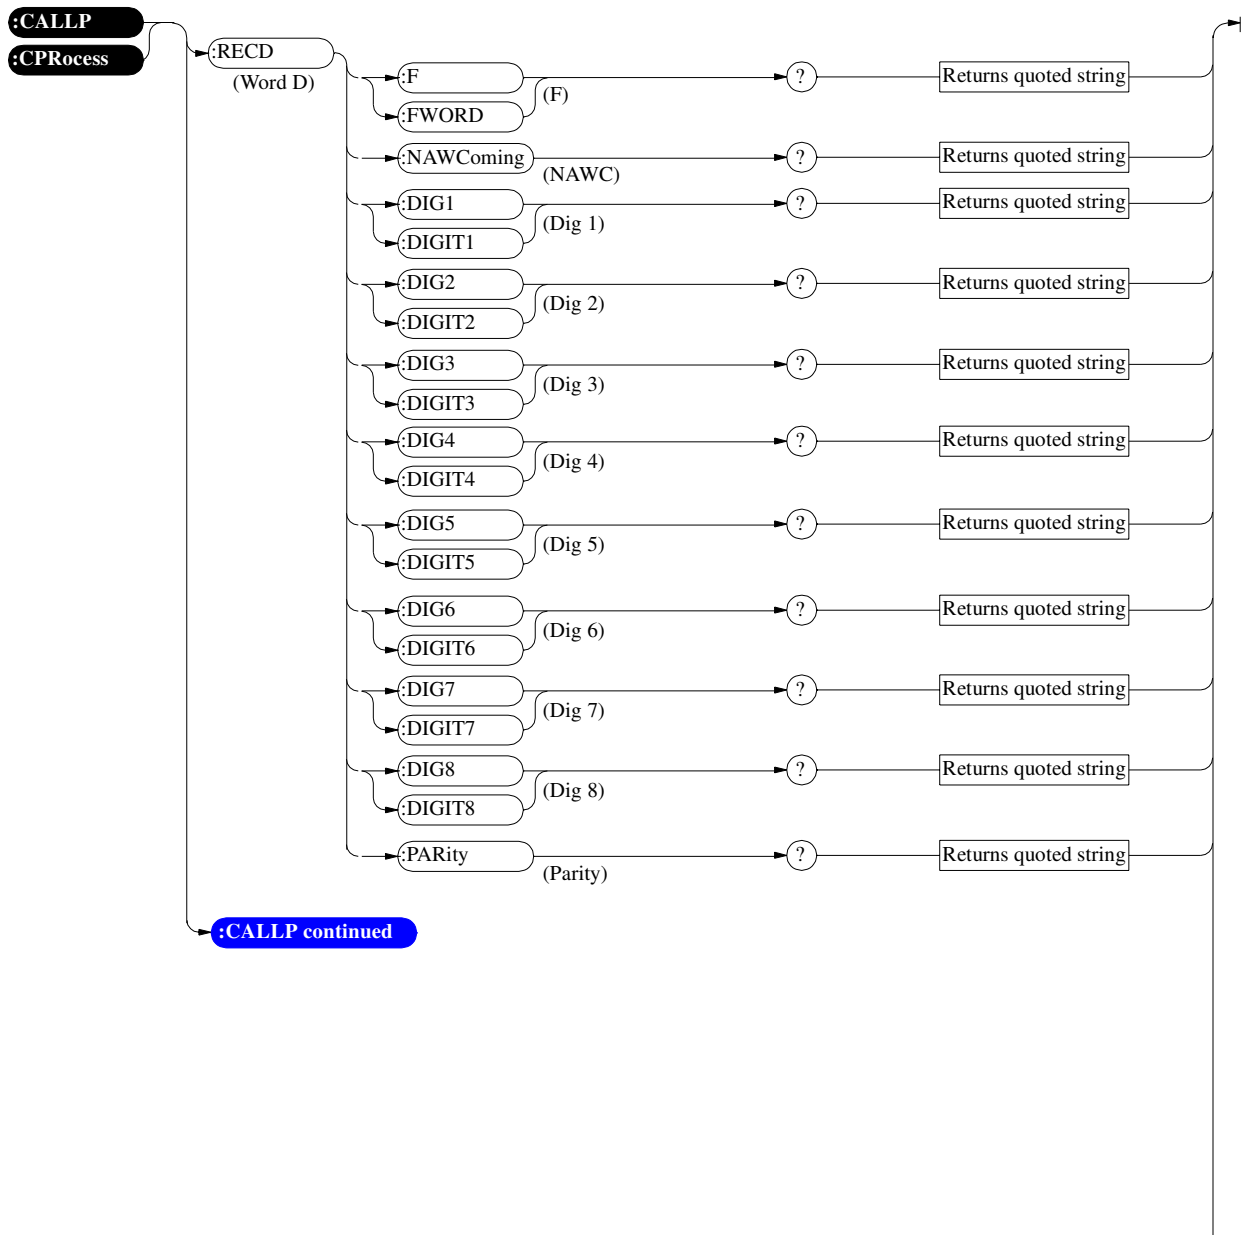 :CALLP
:CPRocess
:RECD
(Word D)
:F
:FWORD
(F)
?
Returns quoted string
:NAWComing
(NAWC)
?
Returns quoted string
:DIG1
:DIGIT1
(Dig 1)
?
Returns quoted string
:DIG2
:DIGIT2
(Dig 2)
?
Returns quoted string
:DIG3
:DIGIT3
(Dig 3)
?
Returns quoted string
:DIG4
:DIGIT4
(Dig 4)
?
Returns quoted string
:DIG5
:DIGIT5
(Dig 5)
?
Returns quoted string
:DIG6
:DIGIT6
(Dig 6)
?
Returns quoted string
:DIG7
:DIGIT7
(Dig 7)
?
Returns quoted string
:DIG8
:DIGIT8
(Dig 8)
?
Returns quoted string
:PARity
(Parity)
?
Returns quoted string
:CALLP continued